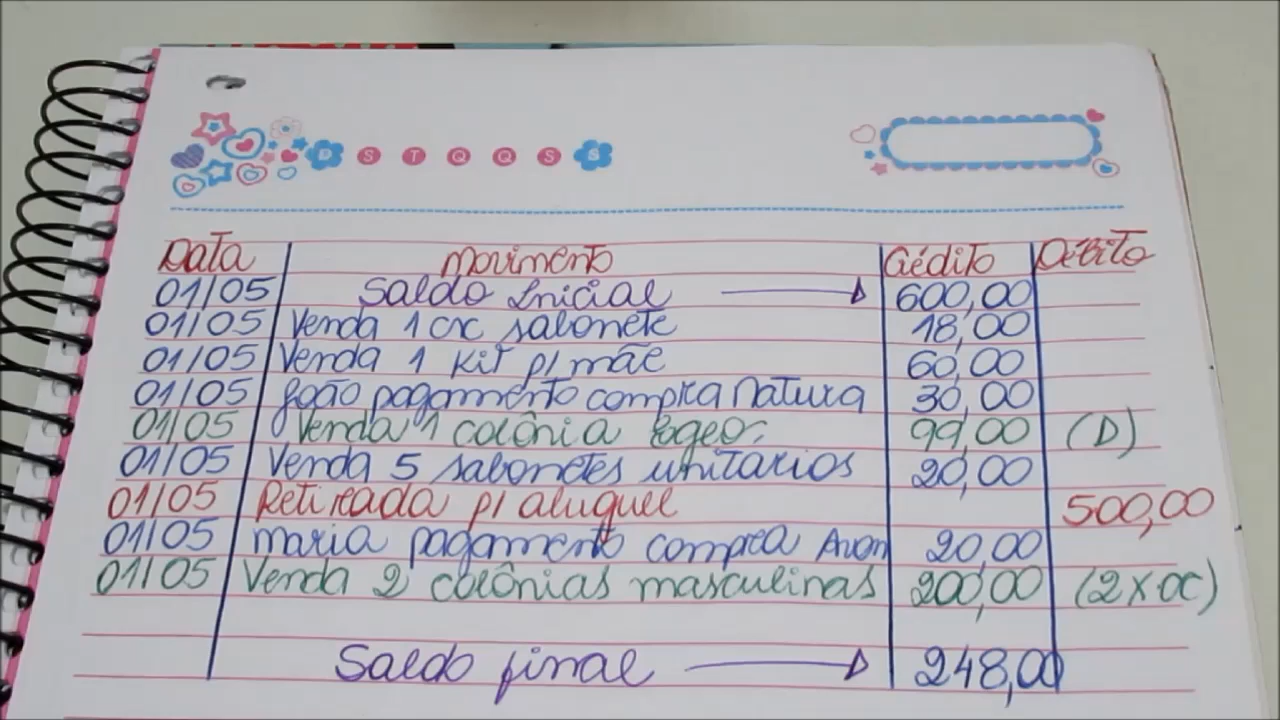 D S T Q Q S S
Data Movimento Crédito Débito
01/05 Saldo Inicial 600,00
01/05 Venda 1 cx sabonete 18,00
01/05 Venda 1 Kit p/ mãe 60,00
01/05 João pagamento compra Natura 30,00
01/05 Venda 1 colônia Egeo. 99,00 (D)
01/05 Venda 5 sabonetes unitários 20,00
01/05 Retirada p/ aluguel 500,00
01/05 Maria pagamento compra Avon 20,00
01/05 Venda 2 colônias masculinas 200,00 (2x cc)
Saldo final 248,00